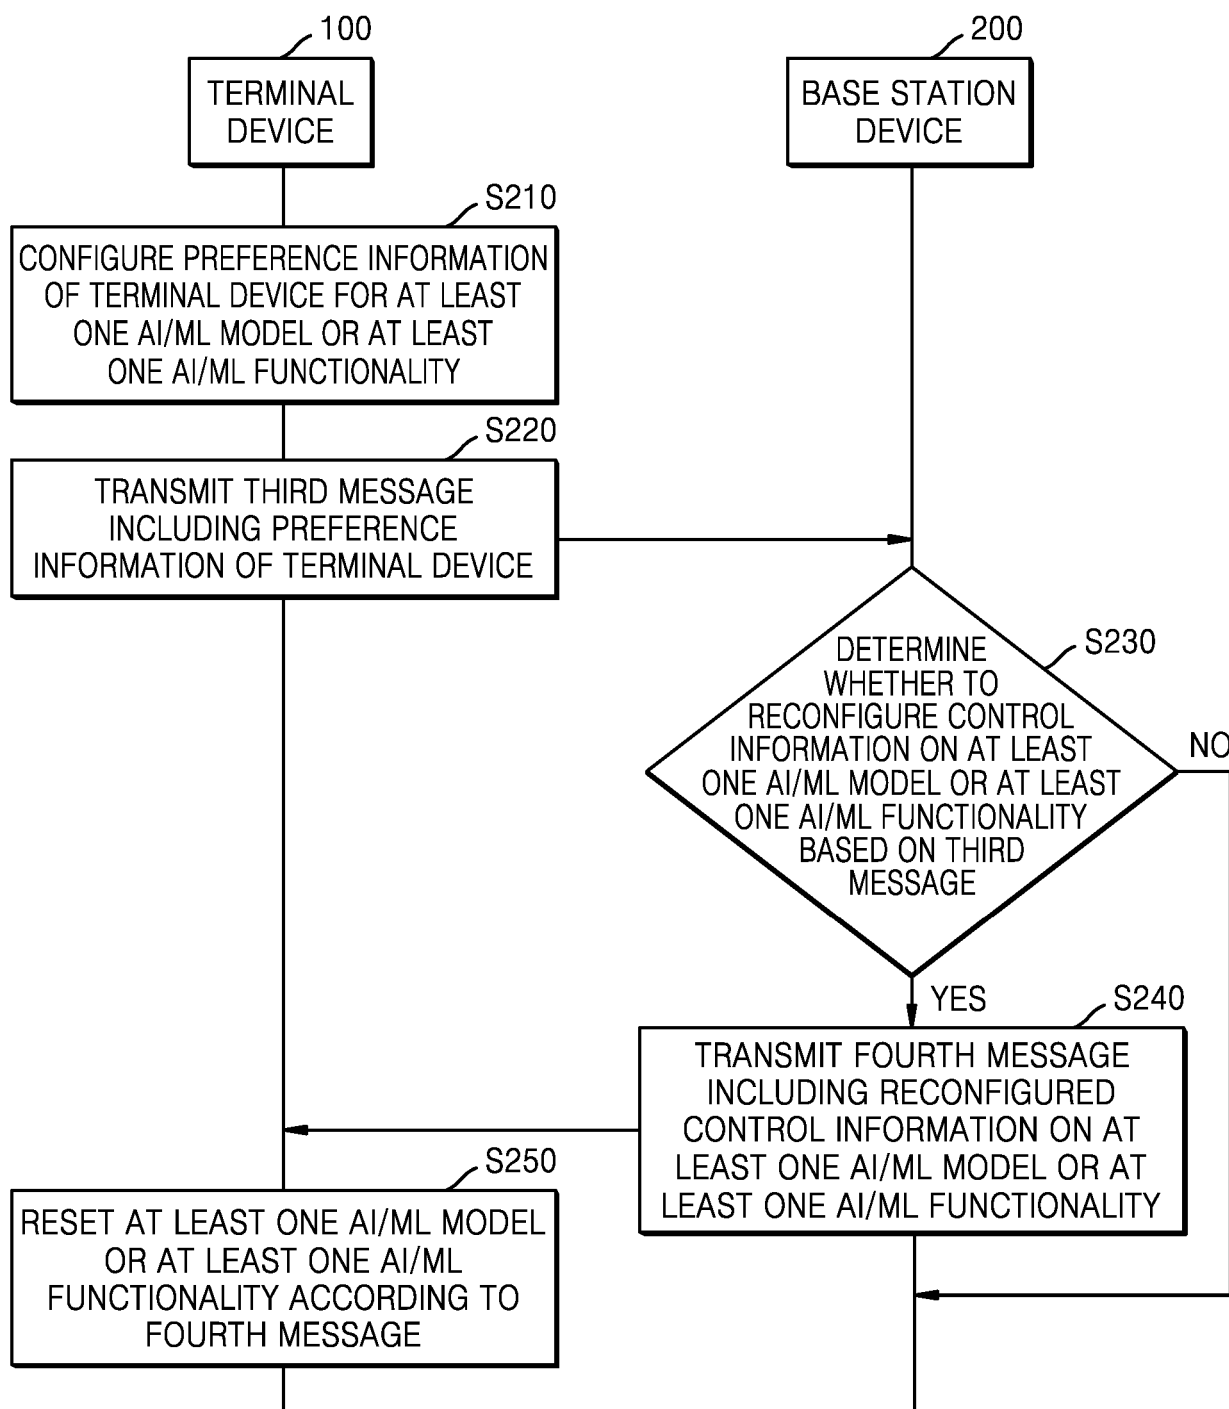 100
200
TERMINAL
DEVICE
BASE STATION
DEVICE
S210
CONFIGURE PREFERENCE INFORMATION
OF TERMINAL DEVICE FOR AT LEAST
ONE AI/ML MODEL OR AT LEAST
ONE AI/ML FUNCTIONALITY
S220
TRANSMIT THIRD MESSAGE
INCLUDING PREFERENCE
INFORMATION OF TERMINAL DEVICE
S230
DETERMINE
WHETHER TO
RECONFIGURE CONTROL
INFORMATION ON AT LEAST
ONE AI/ML MODEL OR AT LEAST
ONE AI/ML FUNCTIONALITY
BASED ON THIRD
MESSAGE
NO
YES
S240
TRANSMIT FOURTH MESSAGE
INCLUDING RECONFIGURED
CONTROL INFORMATION ON AT
LEAST ONE AI/ML MODEL OR AT
LEAST ONE AI/ML FUNCTIONALITY
S250
RESET AT LEAST ONE AI/ML MODEL
OR AT LEAST ONE AI/ML
FUNCTIONALITY ACCORDING TO
FOURTH MESSAGE